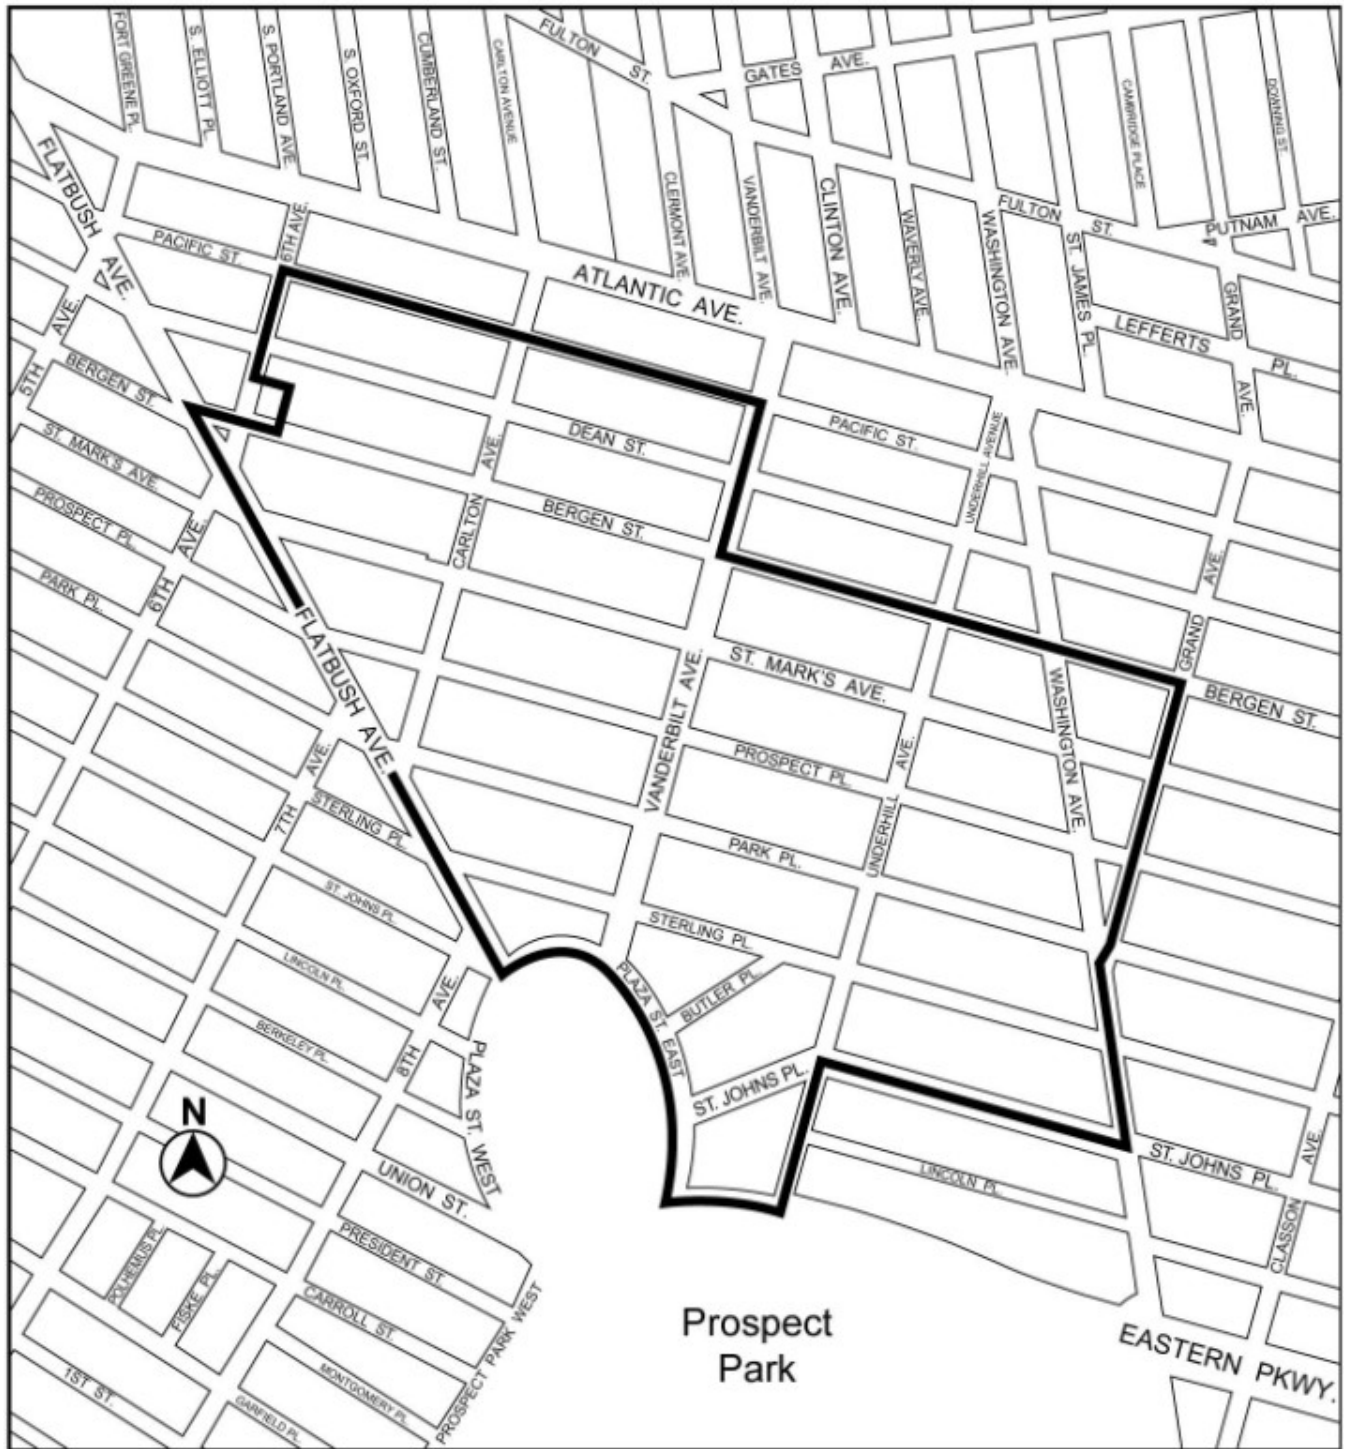 FORT GREENE PL.
S. ELLIOTT PL.
S. PORTLAND AVE.
S. OXFORD ST.
CUMBERLAND ST.
CARLTON AVENUE
FULTON ST.
GATES AVE.
CAMBRIDGE PLACE
DOWNING ST.
FLATBUSH AVE.
PACIFIC ST.
6TH AVE.
CLERMONT AVE.
VANDERBILT AVE.
CLINTON AVE.
WAVERLY AVE.
WASHINGTON AVE.
FULTON ST.
ST. JAMES PL.
PUTNAM AVE.
ATLANTIC AVE.
LEFFERTS PL.
GRAND AVE.
5TH AVE.
BERGEN ST.
ST. MARK'S AVE.
PROSPECT PL.
PARK PL.
6TH AVE.
CARLTON AVE.
DEAN ST.
BERGEN ST.
PACIFIC ST.
UNDERHILL AVENUE
GRAND AVE.
BERGEN ST.
FLATBUSH AVE.
VANDERBILT AVE.
ST. MARK'S AVE.
PROSPECT PL.
PARK PL.
UNDERHILL AVE.
WASHINGTON AVE.
7TH AVE.
STERLING PL.
ST. JOHNS PL.
LINCOLN PL.
BERKELEY PL.
8TH AVE.
PLAZA ST. WEST
STERLING PL.
BUTLER PL.
PLAZA ST. EAST
ST. JOHNS PL.
LINCOLN PL.
ST. JOHNS PL.
CLASSON AVE.
N
UNION ST.
PRESIDENT ST.
POLHEMUS PL.
FISKE PL.
CARROLL ST.
MONTGOMERY PL.
GARFIELD PL.
1ST ST.
PROSPECT PARK WEST
Prospect
Park
EASTERN PKWY.